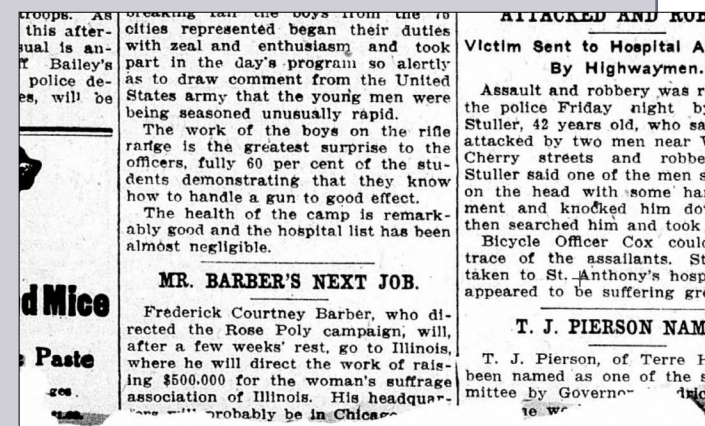 troops. As
this after-
sual is an-
Bailey's
police de-
es, will be
d Mice
Paste
breaking rain the boys from the 75
cities represented began their duties
with zeal and enthusiasm and took
part in the day's program so alertly
as to draw comment from the United
States army that the young men were
being seasoned unusually rapid.
The work of the boys on the rifle
range is the greatest surprise to the
officers, fully 60 per cent of the stu-
dents demonstrating that they know
how to handle a gun to good effect.
The health of the camp is remark-
ably good and the hospital list has been
almost negligible.
MR. BARBER'S NEXT JOB.
Frederick Courtney Barber, who di-
rected the Rose Poly campaign, will,
after a few weeks' rest, go to Illinois,
where he will direct the work of rais-
ing $500.000 for the woman's suffrage
association of Illinois. His headquar-
probably be in Chicago
ATTACKED AND ROB
Victim Sent to Hospital A
By Highwaymen.
Assault and robbery was r
the police Friday night by
Stuller, 42 years old, who sa
attacked by two men near
Cherry streets and robbe
Stuller said one of the men s
on the head with some ha
ment and knocked him do
then searched him and took
Bicycle Officer Cox coul
trace of the assailants. St
taken to St. Anthony's hosp
appeared to be suffering gre
T. J. PIERSON NAM
T. J. Pierson, of Terre H
been named as one of the s
mittee by Governor